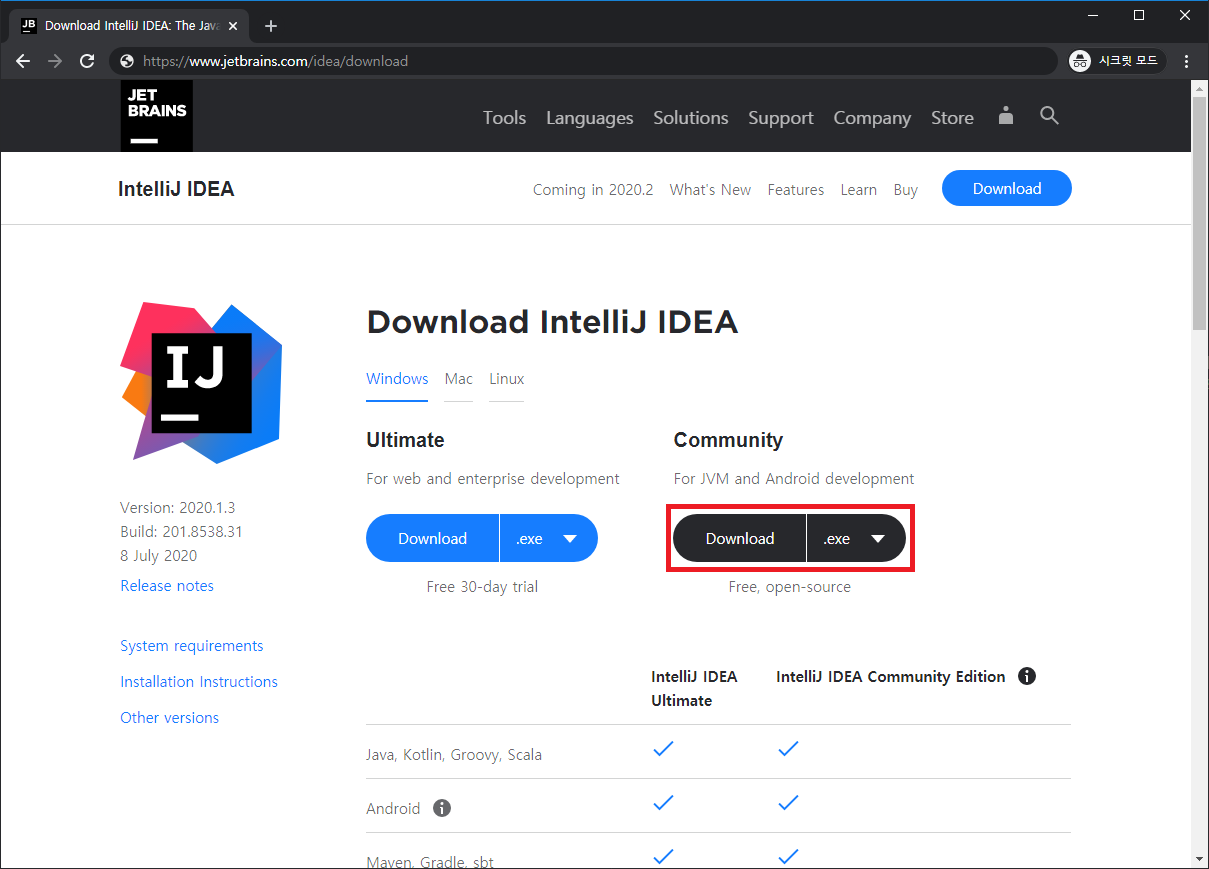 JB Download IntelliJ IDEA: The Java
https://www.jetbrains.com/idea/download
시크릿 모드
JET
BRAINS
Tools Languages Solutions Support Company Store
IntelliJ IDEA
Coming in 2020.2 What's New Features Learn Buy Download
IJ
Download IntelliJ IDEA
Windows Mac Linux
Ultimate
Community
For web and enterprise development
For JVM and Android development
Download .exe
Download .exe
Free 30-day trial
Free, open-source
Version: 2020.1.3
Build: 201.8538.31
8 July 2020
Release notes
System requirements
Installation Instructions
Other versions
IntelliJ IDEA
Ultimate
IntelliJ IDEA Community Edition
Java, Kotlin, Groovy, Scala
Android
Maven, Gradle, sbt